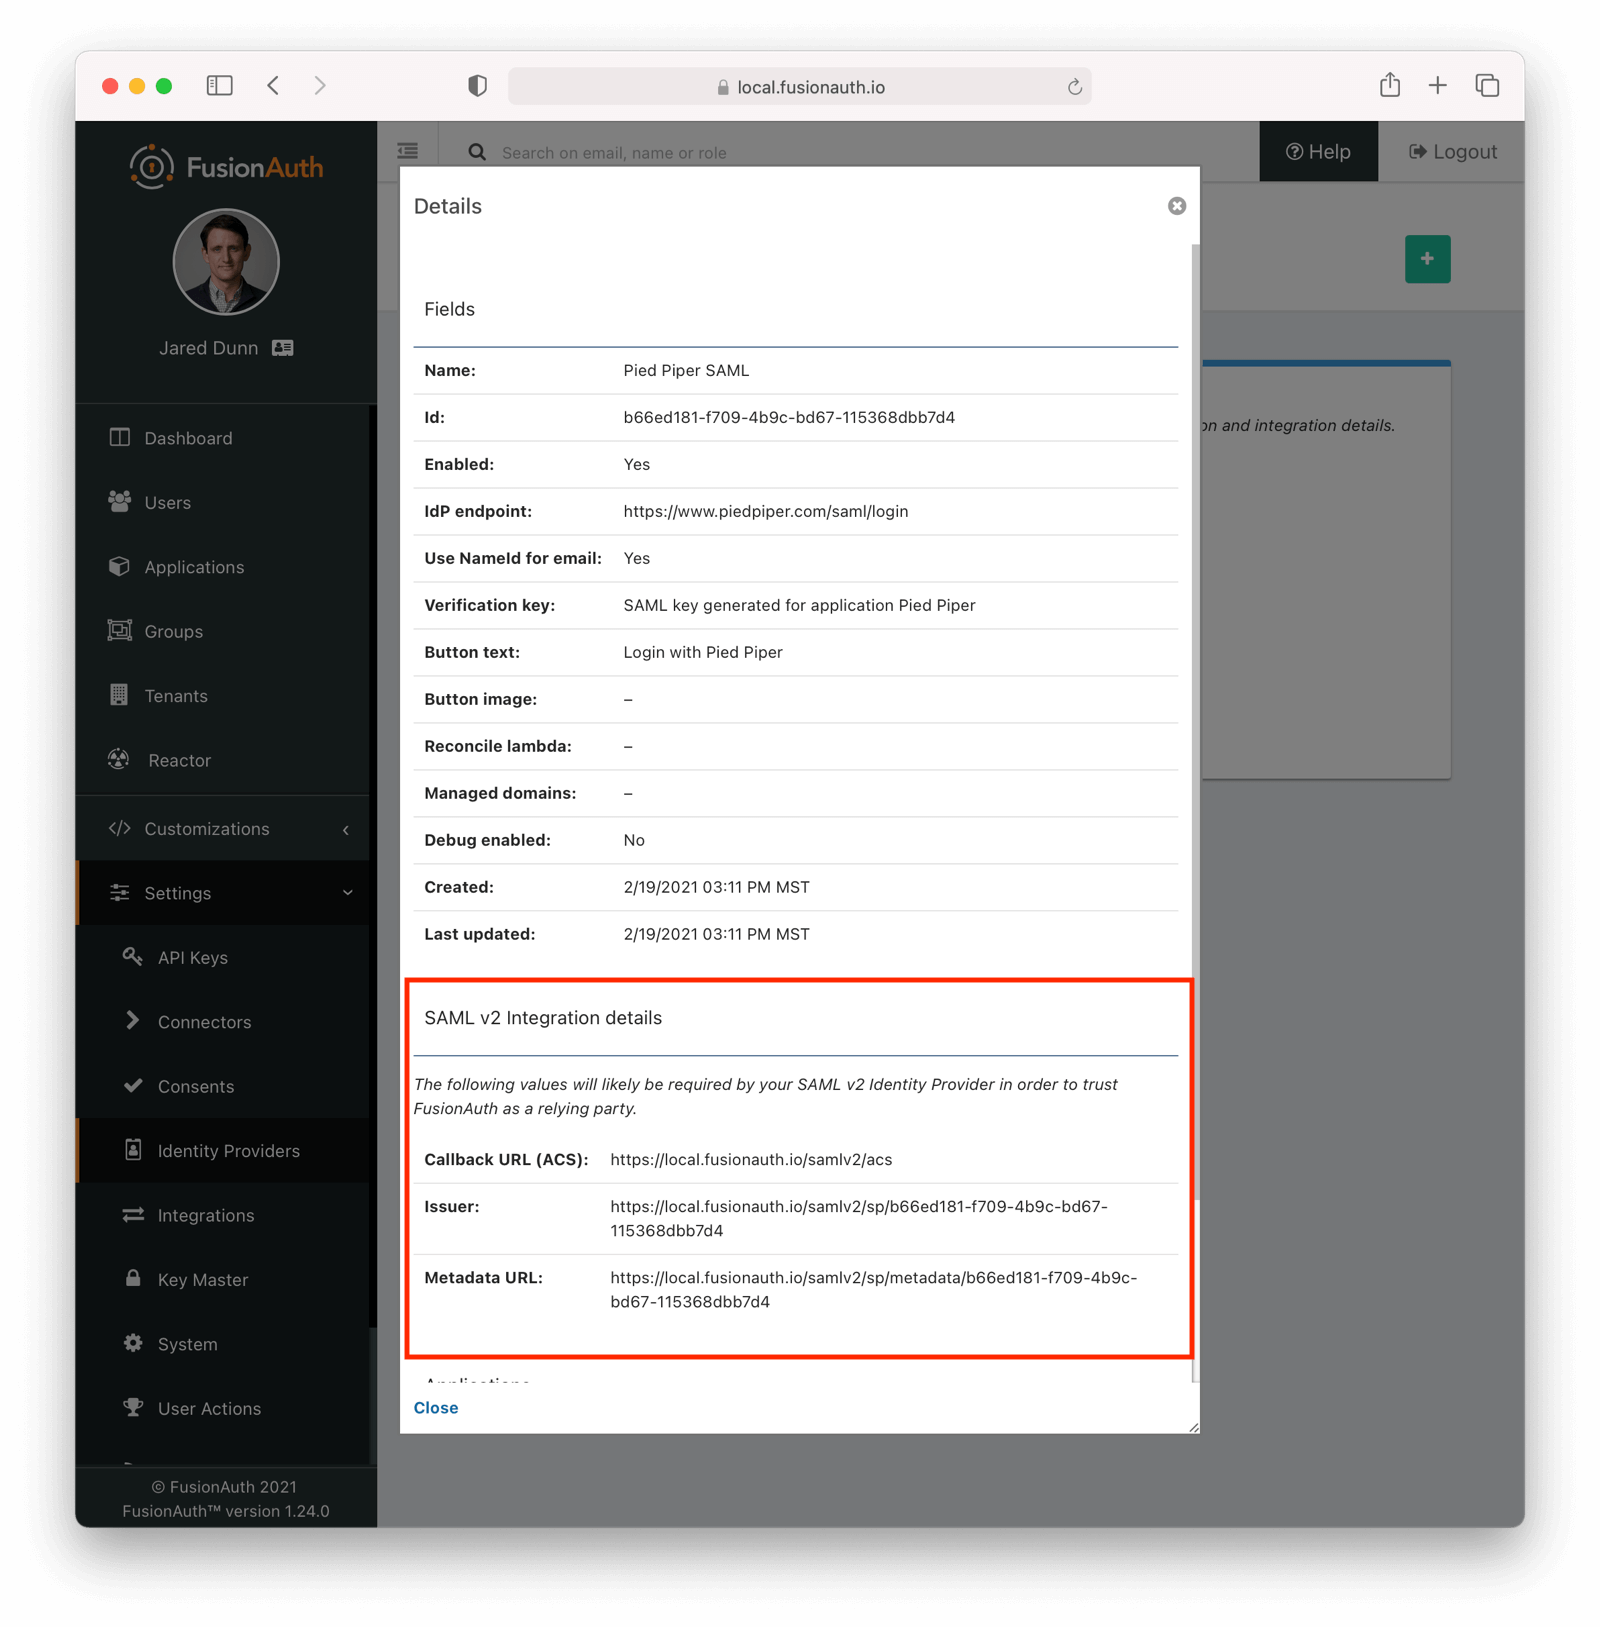 local.fusionauth.io
FusionAuth
Search on email, name or role
Help
Logout
Jared Dunn
Dashboard
Users
Applications
Groups
Tenants
Reactor
Customizations
Settings
API Keys
Connectors
Consents
Identity Providers
Integrations
Key Master
System
User Actions
© FusionAuth 2021
FusionAuth™ version 1.24.0
on and integration details.
Details
Fields
Name: Pied Piper SAML
Id: b66ed181-f709-4b9c-bd67-115368dbb7d4
Enabled: Yes
IdP endpoint: https://www.piedpiper.com/saml/login
Use NameId for email: Yes
Verification key: SAML key generated for application Pied Piper
Button text: Login with Pied Piper
Button image: –
Reconcile lambda: –
Managed domains: –
Debug enabled: No
Created: 2/19/2021 03:11 PM MST
Last updated: 2/19/2021 03:11 PM MST
SAML v2 Integration details
The following values will likely be required by your SAML v2 Identity Provider in order to trust
FusionAuth as a relying party.
Callback URL (ACS): https://local.fusionauth.io/samlv2/acs
Issuer: https://local.fusionauth.io/samlv2/sp/b66ed181-f709-4b9c-bd67-
115368dbb7d4
Metadata URL: https://local.fusionauth.io/samlv2/sp/metadata/b66ed181-f709-4b9c-
bd67-115368dbb7d4
Applications
Close